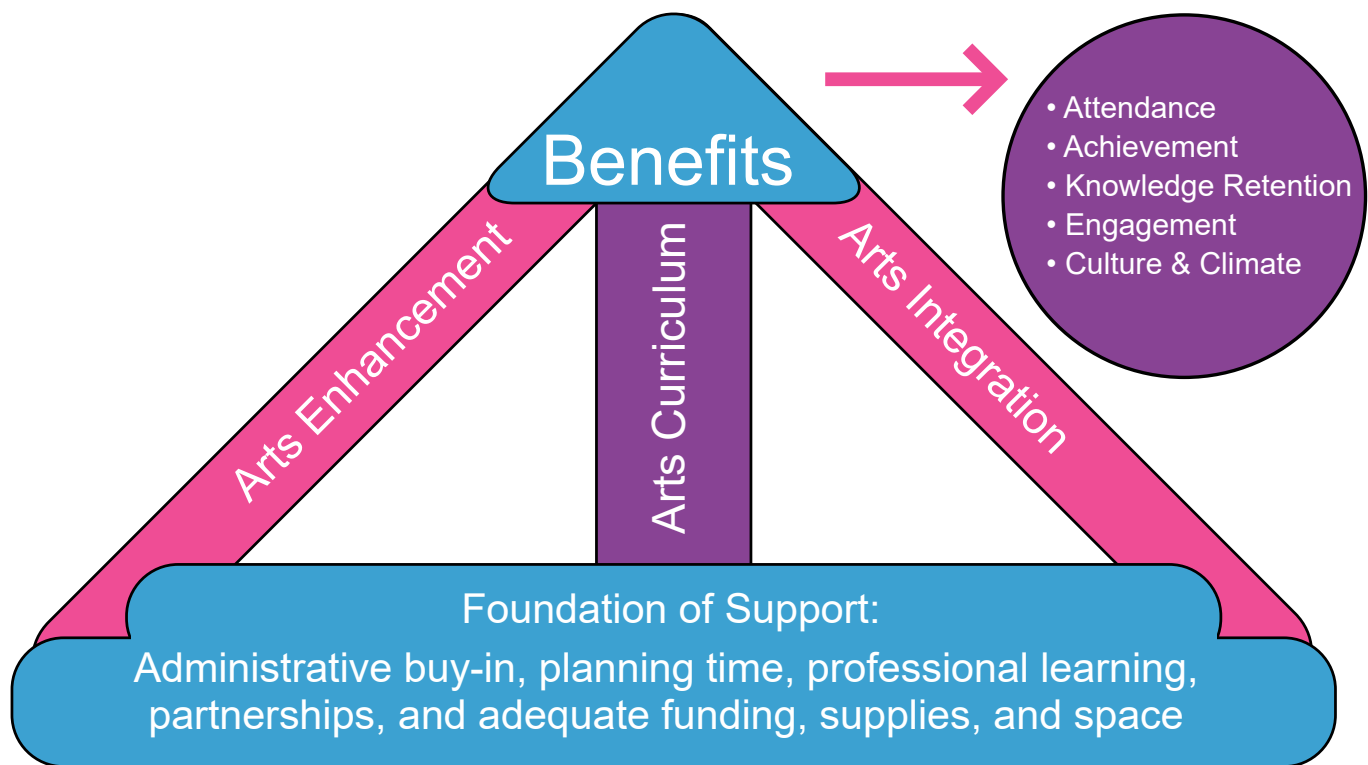 Benefits
• Attendance
• Achievement
• Knowledge Retention
• Engagement
• Culture & Climate
Arts Enhancement
Arts Curriculum
Arts Integration
Foundation of Support:
Administrative buy-in, planning time, professional learning,
partnerships, and adequate funding, supplies, and space